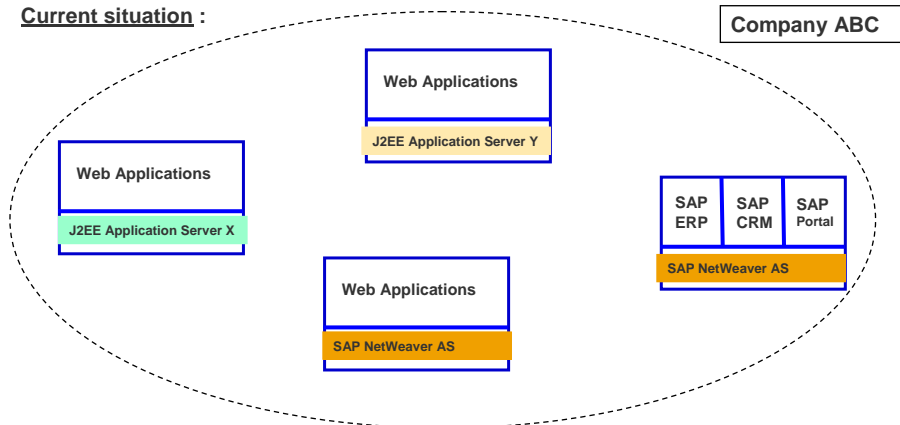 Current situation :
Company ABC
Web Applications
J2EE Application Server Y
Web Applications
J2EE Application Server X
SAP
ERP
SAP
CRM
SAP
Portal
SAP NetWeaver AS
Web Applications
SAP NetWeaver AS